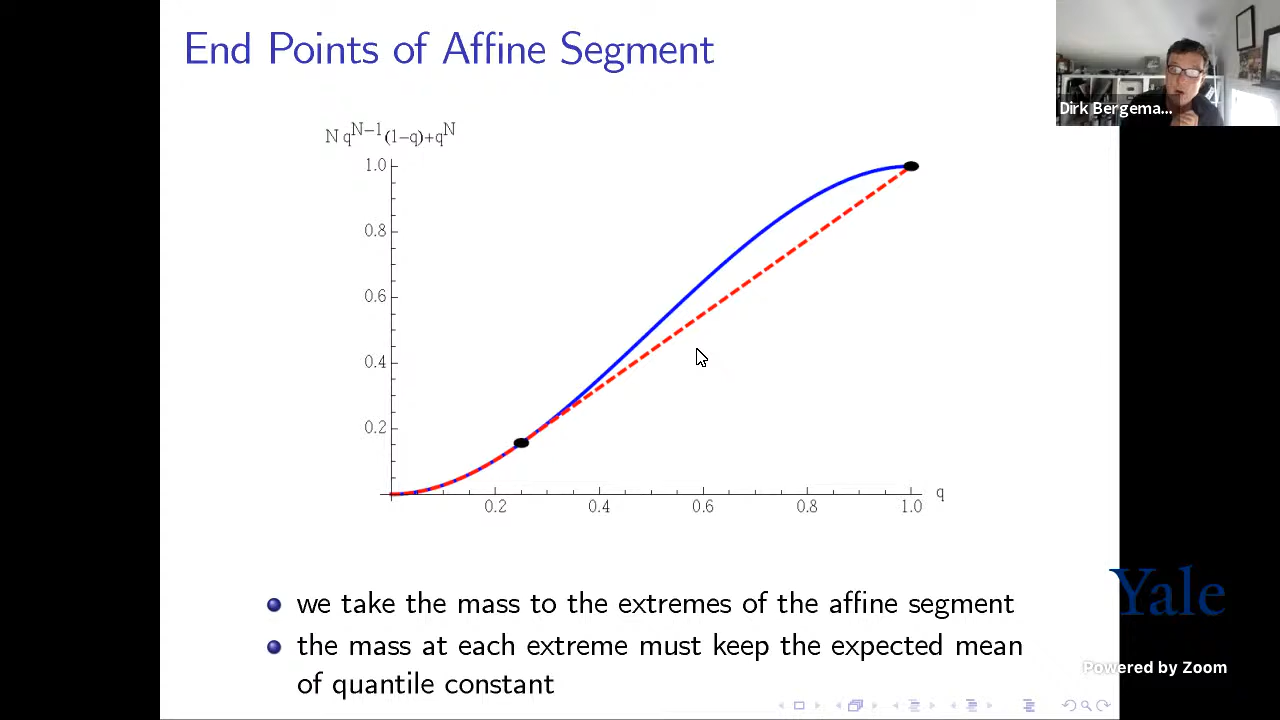 End Points of Affine Segment
Dirk Bergema...
N q^{N-1}(1-q)+q^N
1.0
0.8
0.6
0.4
0.2
0.2 0.4 0.6 0.8 1.0 q
we take the mass to the extremes of the affine segment
the mass at each extreme must keep the expected mean
of quantile constant
Yale
Powered by Zoom